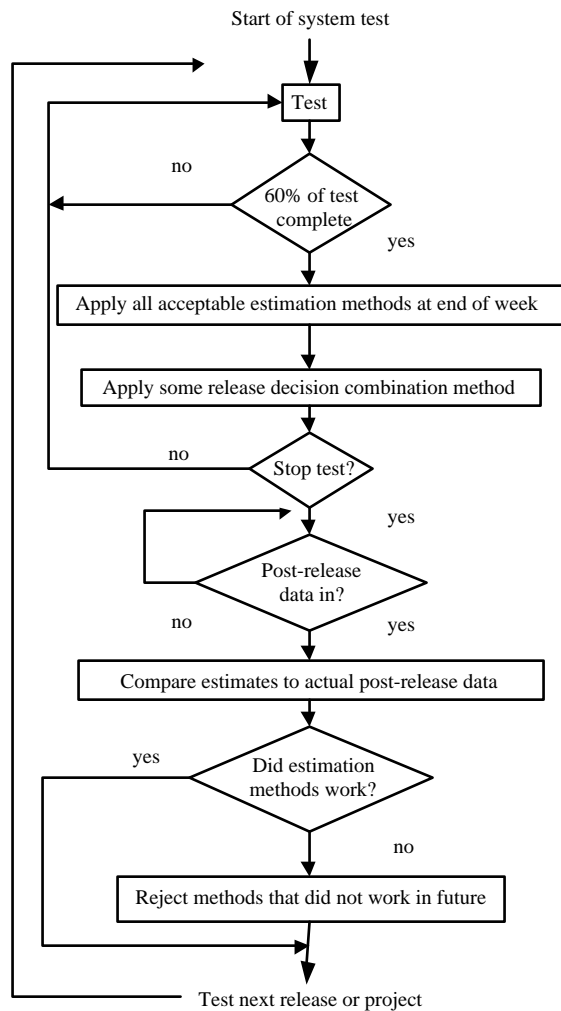 Start of system test
Test
no
60% of test
complete
yes
Apply all acceptable estimation methods at end of week
Apply some release decision combination method
no
Stop test?
yes
Post-release
data in?
no
yes
Compare estimates to actual post-release data
yes
Did estimation
methods work?
no
Reject methods that did not work in future
Test next release or project